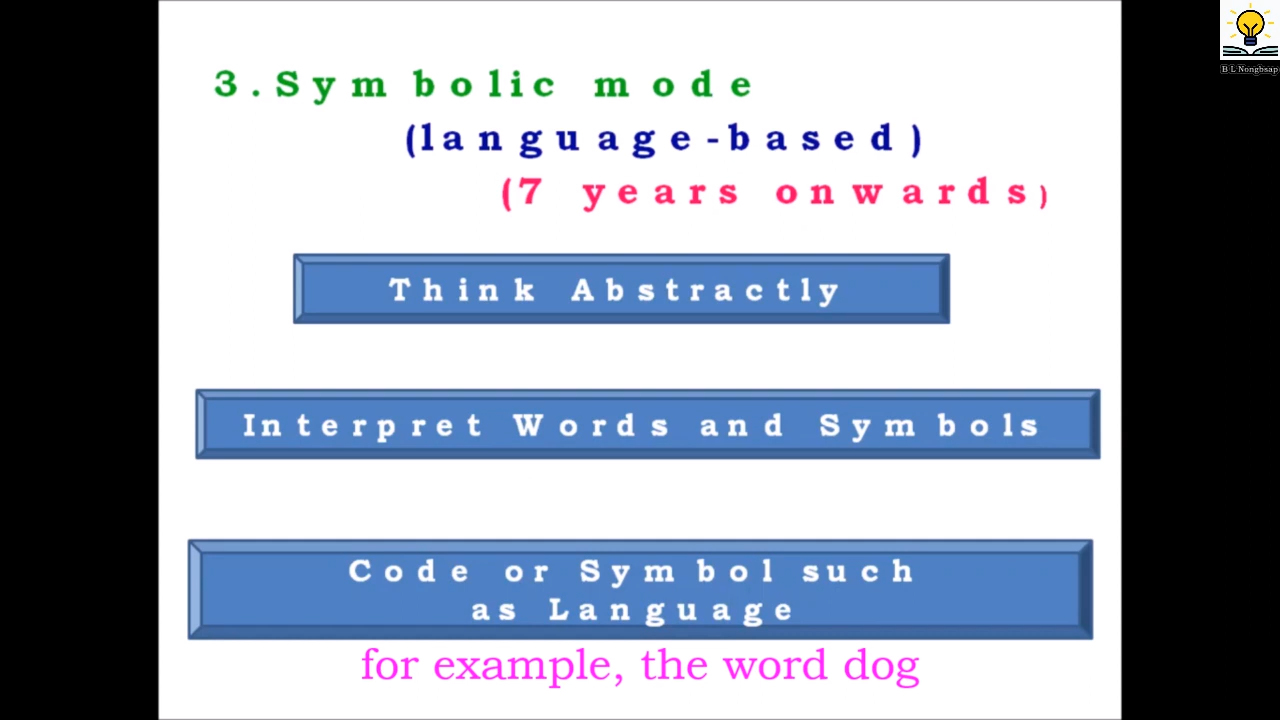 3.Symbolic mode
(language-based)
(7 years onwards)
Think Abstractly
Interpret Words and Symbols
Code or Symbol such
as Language
for example, the word dog
B L Nongbsap